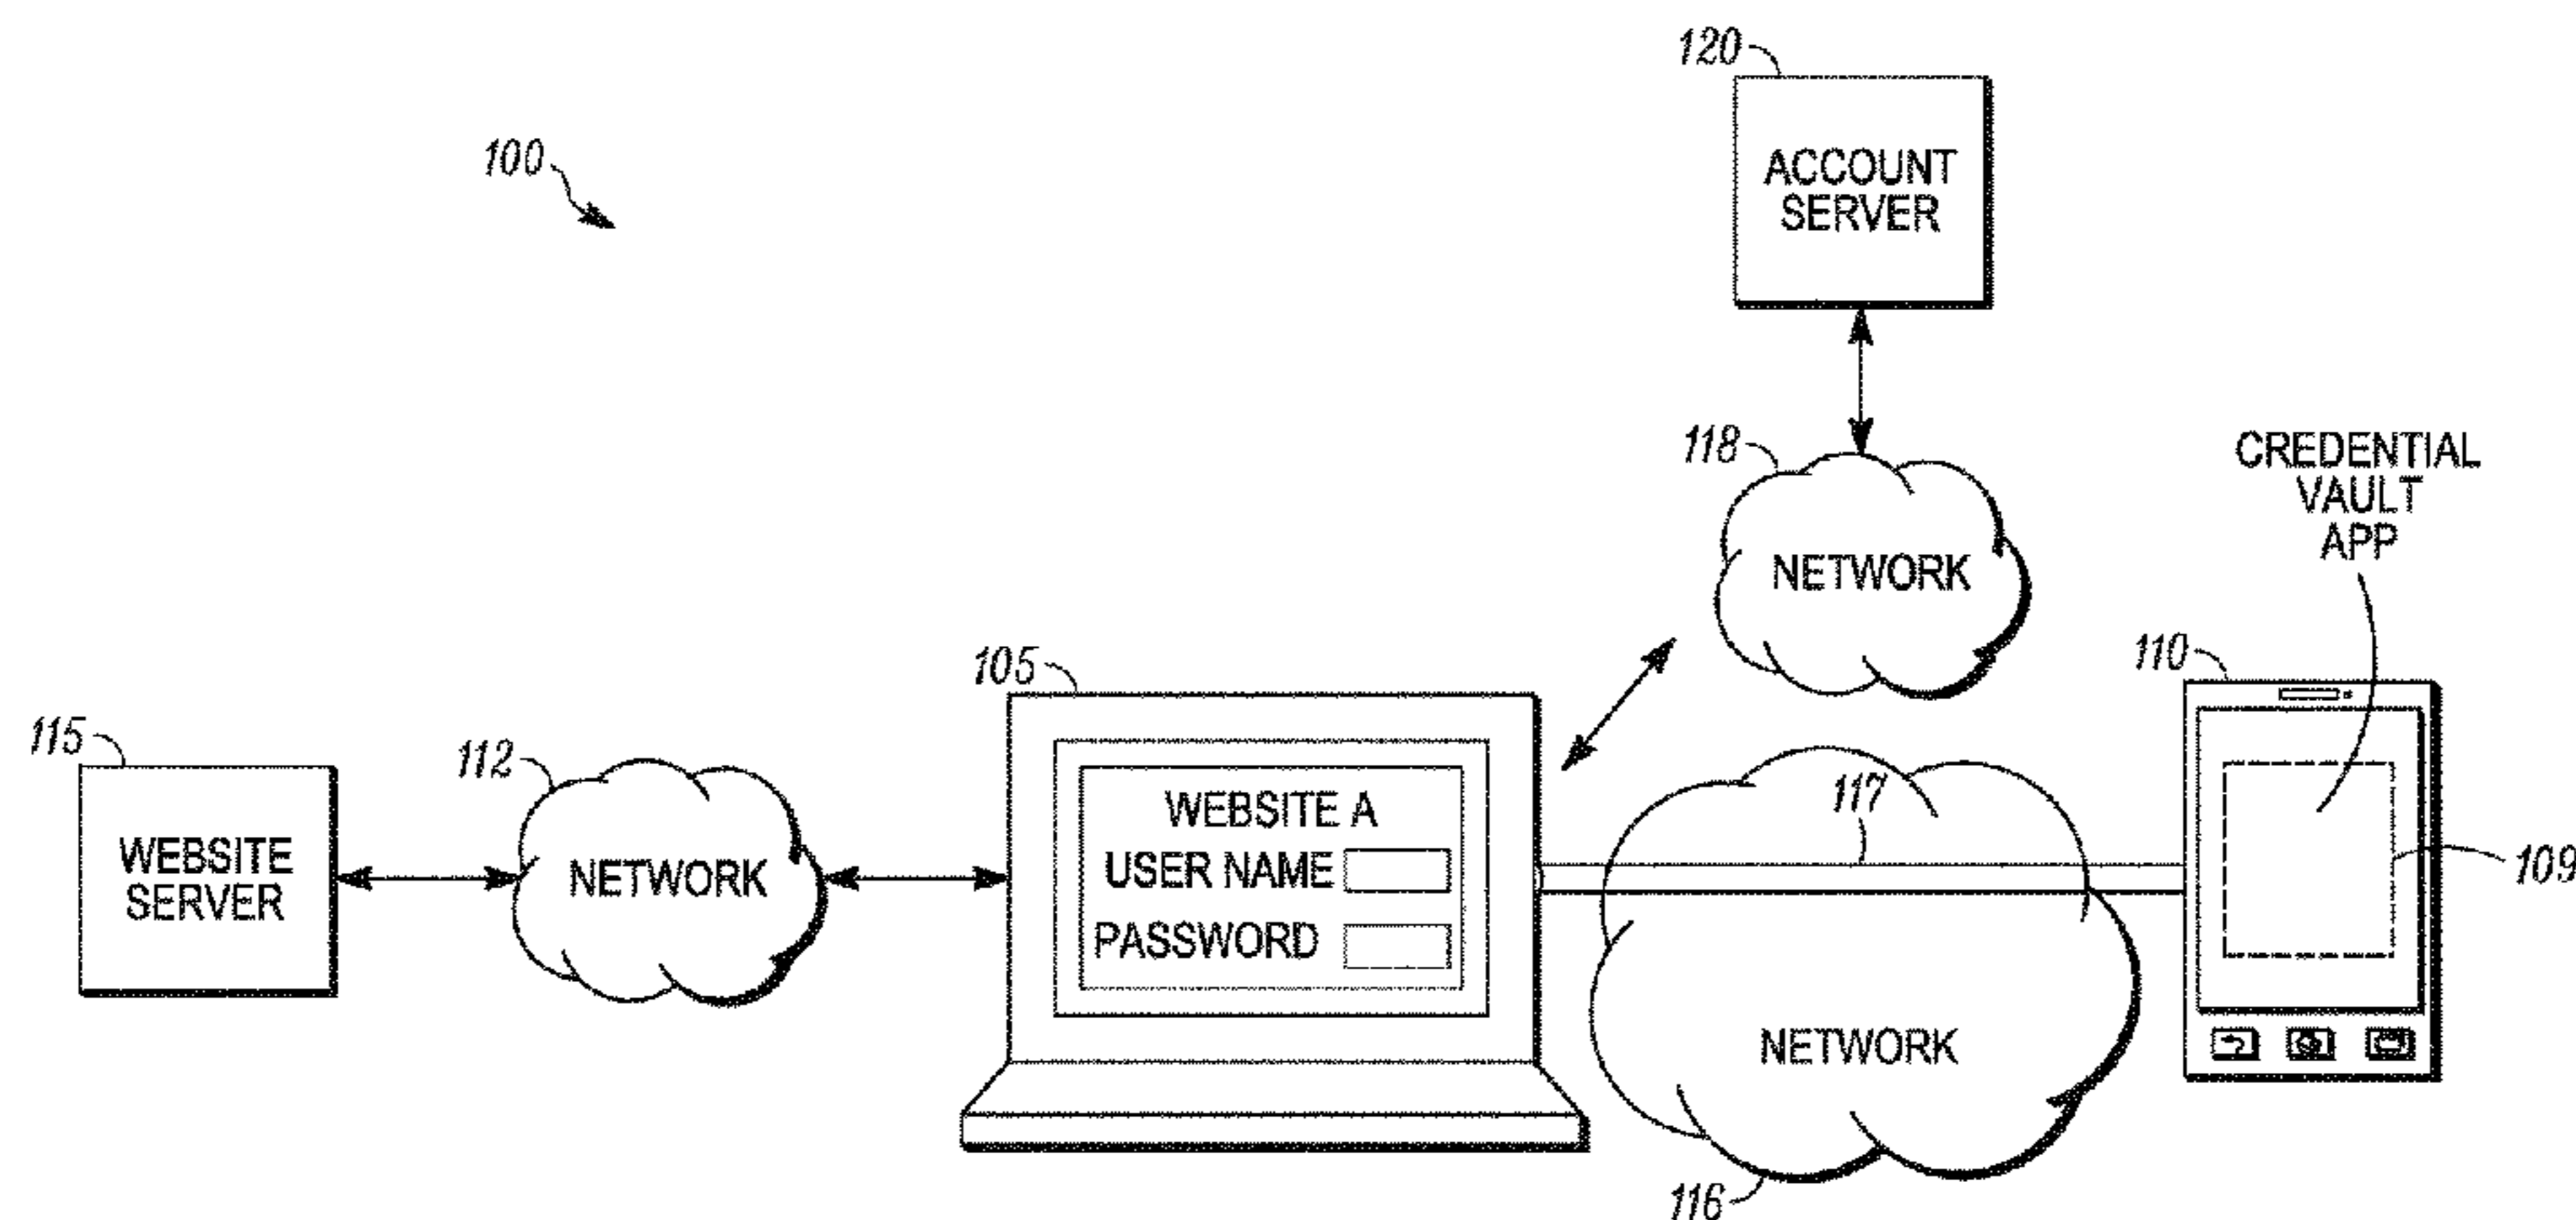 120
ACCOUNT
SERVER
100
118
NETWORK
CREDENTIAL
VAULT
APP
110
105
115
WEBSITE
SERVER
112
NETWORK
WEBSITE A
USER NAME
PASSWORD
117
109
NETWORK
116